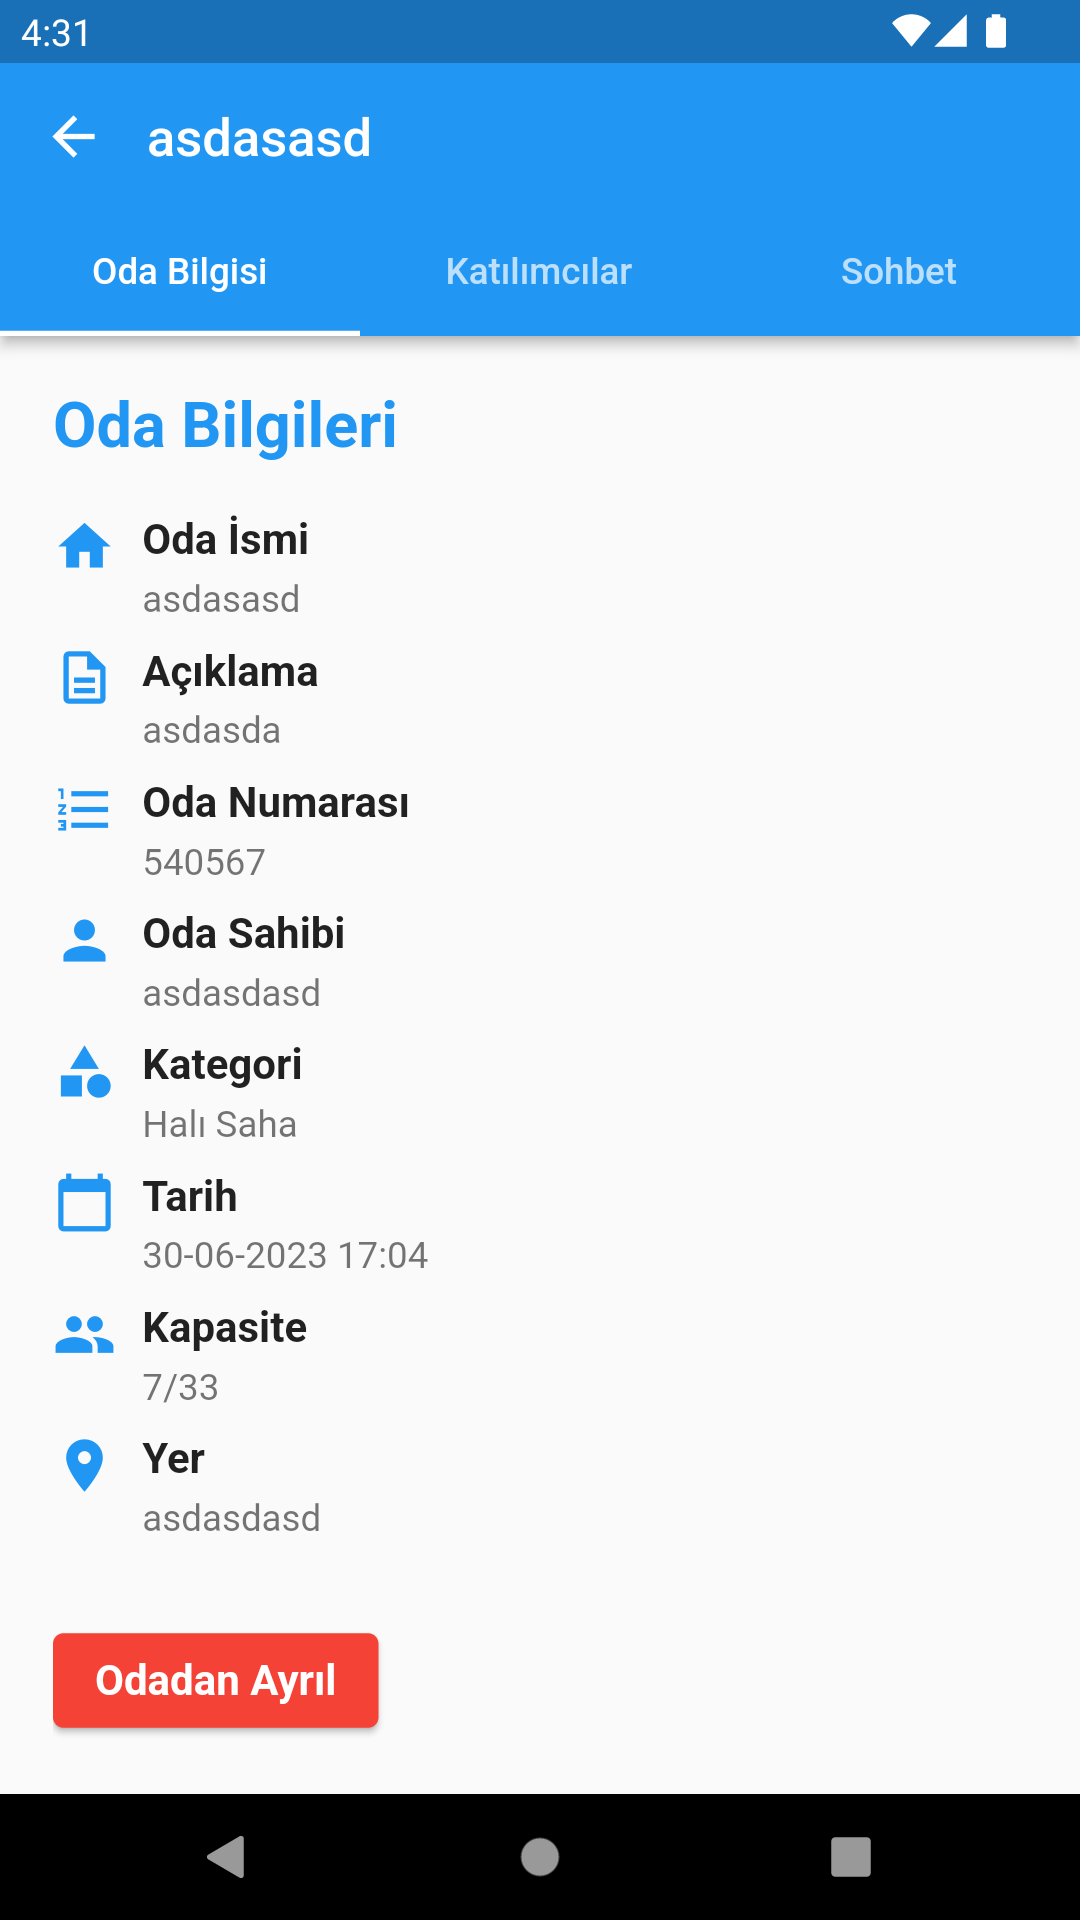 4:31
asdasasd
Oda Bilgisi
Katılımcılar
Sohbet
Oda Bilgileri
Oda İsmi
asdasasd
Açıklama
asdasda
Oda Numarası
540567
Oda Sahibi
asdasdasd
Kategori
Halı Saha
Tarih
30-06-2023 17:04
Kapasite
7/33
Yer
asdasdasd
Odadan Ayrıl